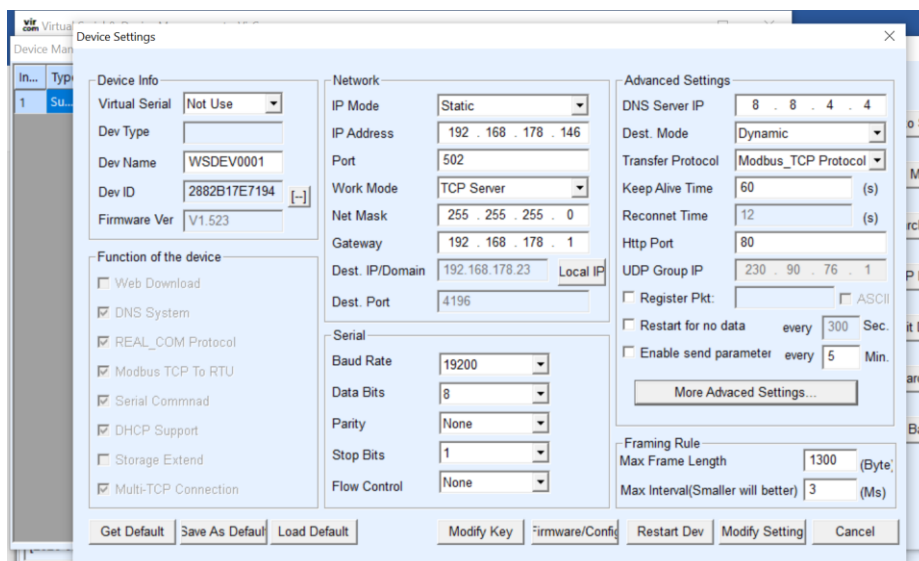 vir
com
Virtual Serial
Device Man
In...
Typ
1
Su...
Device Settings
Device Info
Virtual Serial Not Use
Dev Type
Dev Name WSDEV0001
Dev ID 2882B17E7194 [--]
Firmware Ver V1.523
Function of the device
Web Download
DNS System
REAL_COM Protocol
Modbus TCP To RTU
Serial Commnad
DHCP Support
Storage Extend
Multi-TCP Connection
Network
IP Mode Static
IP Address 192 . 168 . 178 . 146
Port 502
Work Mode TCP Server
Net Mask 255 . 255 . 255 . 0
Gateway 192 . 168 . 178 . 1
Dest. IP/Domain 192.168.178.23 Local IP
Dest. Port 4196
Serial
Baud Rate 19200
Data Bits 8
Parity None
Stop Bits 1
Flow Control None
Advanced Settings
DNS Server IP 8 . 8 . 4 . 4
Dest. Mode Dynamic
Transfer Protocol Modbus_TCP Protocol
Keep Alive Time 60 (s)
Reconnet Time 12 (s)
Http Port 80
UDP Group IP 230 . 90 . 76 . 1
Register Pkt: ASCII
Restart for no data every 300 Sec.
Enable send parameter every 5 Min.
More Advaced Settings...
Framing Rule
Max Frame Length 1300 (Byte)
Max Interval(Smaller will better) 3 (Ms)
Get Default Save As Defaul Load Default Modify Key Firmware/Config Restart Dev Modify Setting Cancel